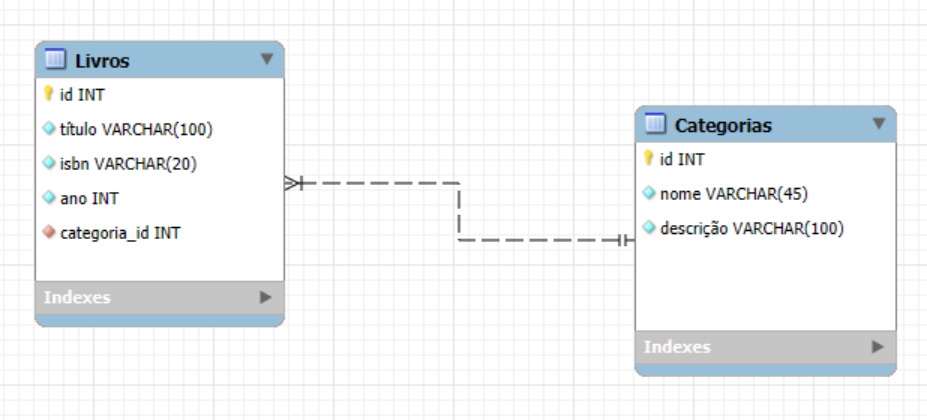 Livros
id INT
título VARCHAR(100)
isbn VARCHAR(20)
ano INT
categoria_id INT
Indexes
Categorias
id INT
nome VARCHAR(45)
descrição VARCHAR(100)
Indexes